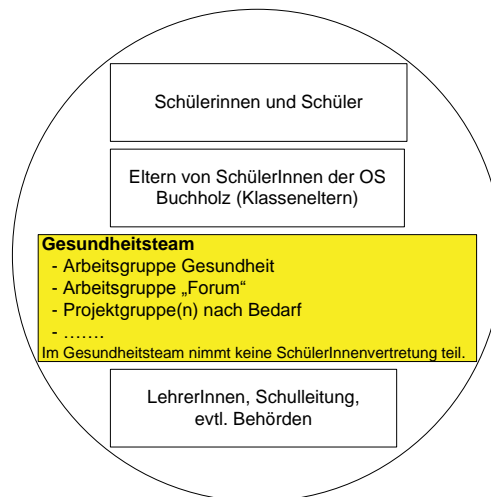 Schülerinnen und Schüler
Eltern von SchülerInnen der OS
Buchholz (Klasseneltern)
Gesundheitsteam
- Arbeitsgruppe Gesundheit
- Arbeitsgruppe „Forum“
- Projektgruppe(n) nach Bedarf
- …….
Im Gesundheitsteam nimmt keine SchülerInnenvertretung teil.
LehrerInnen, Schulleitung,
evtl. Behörden